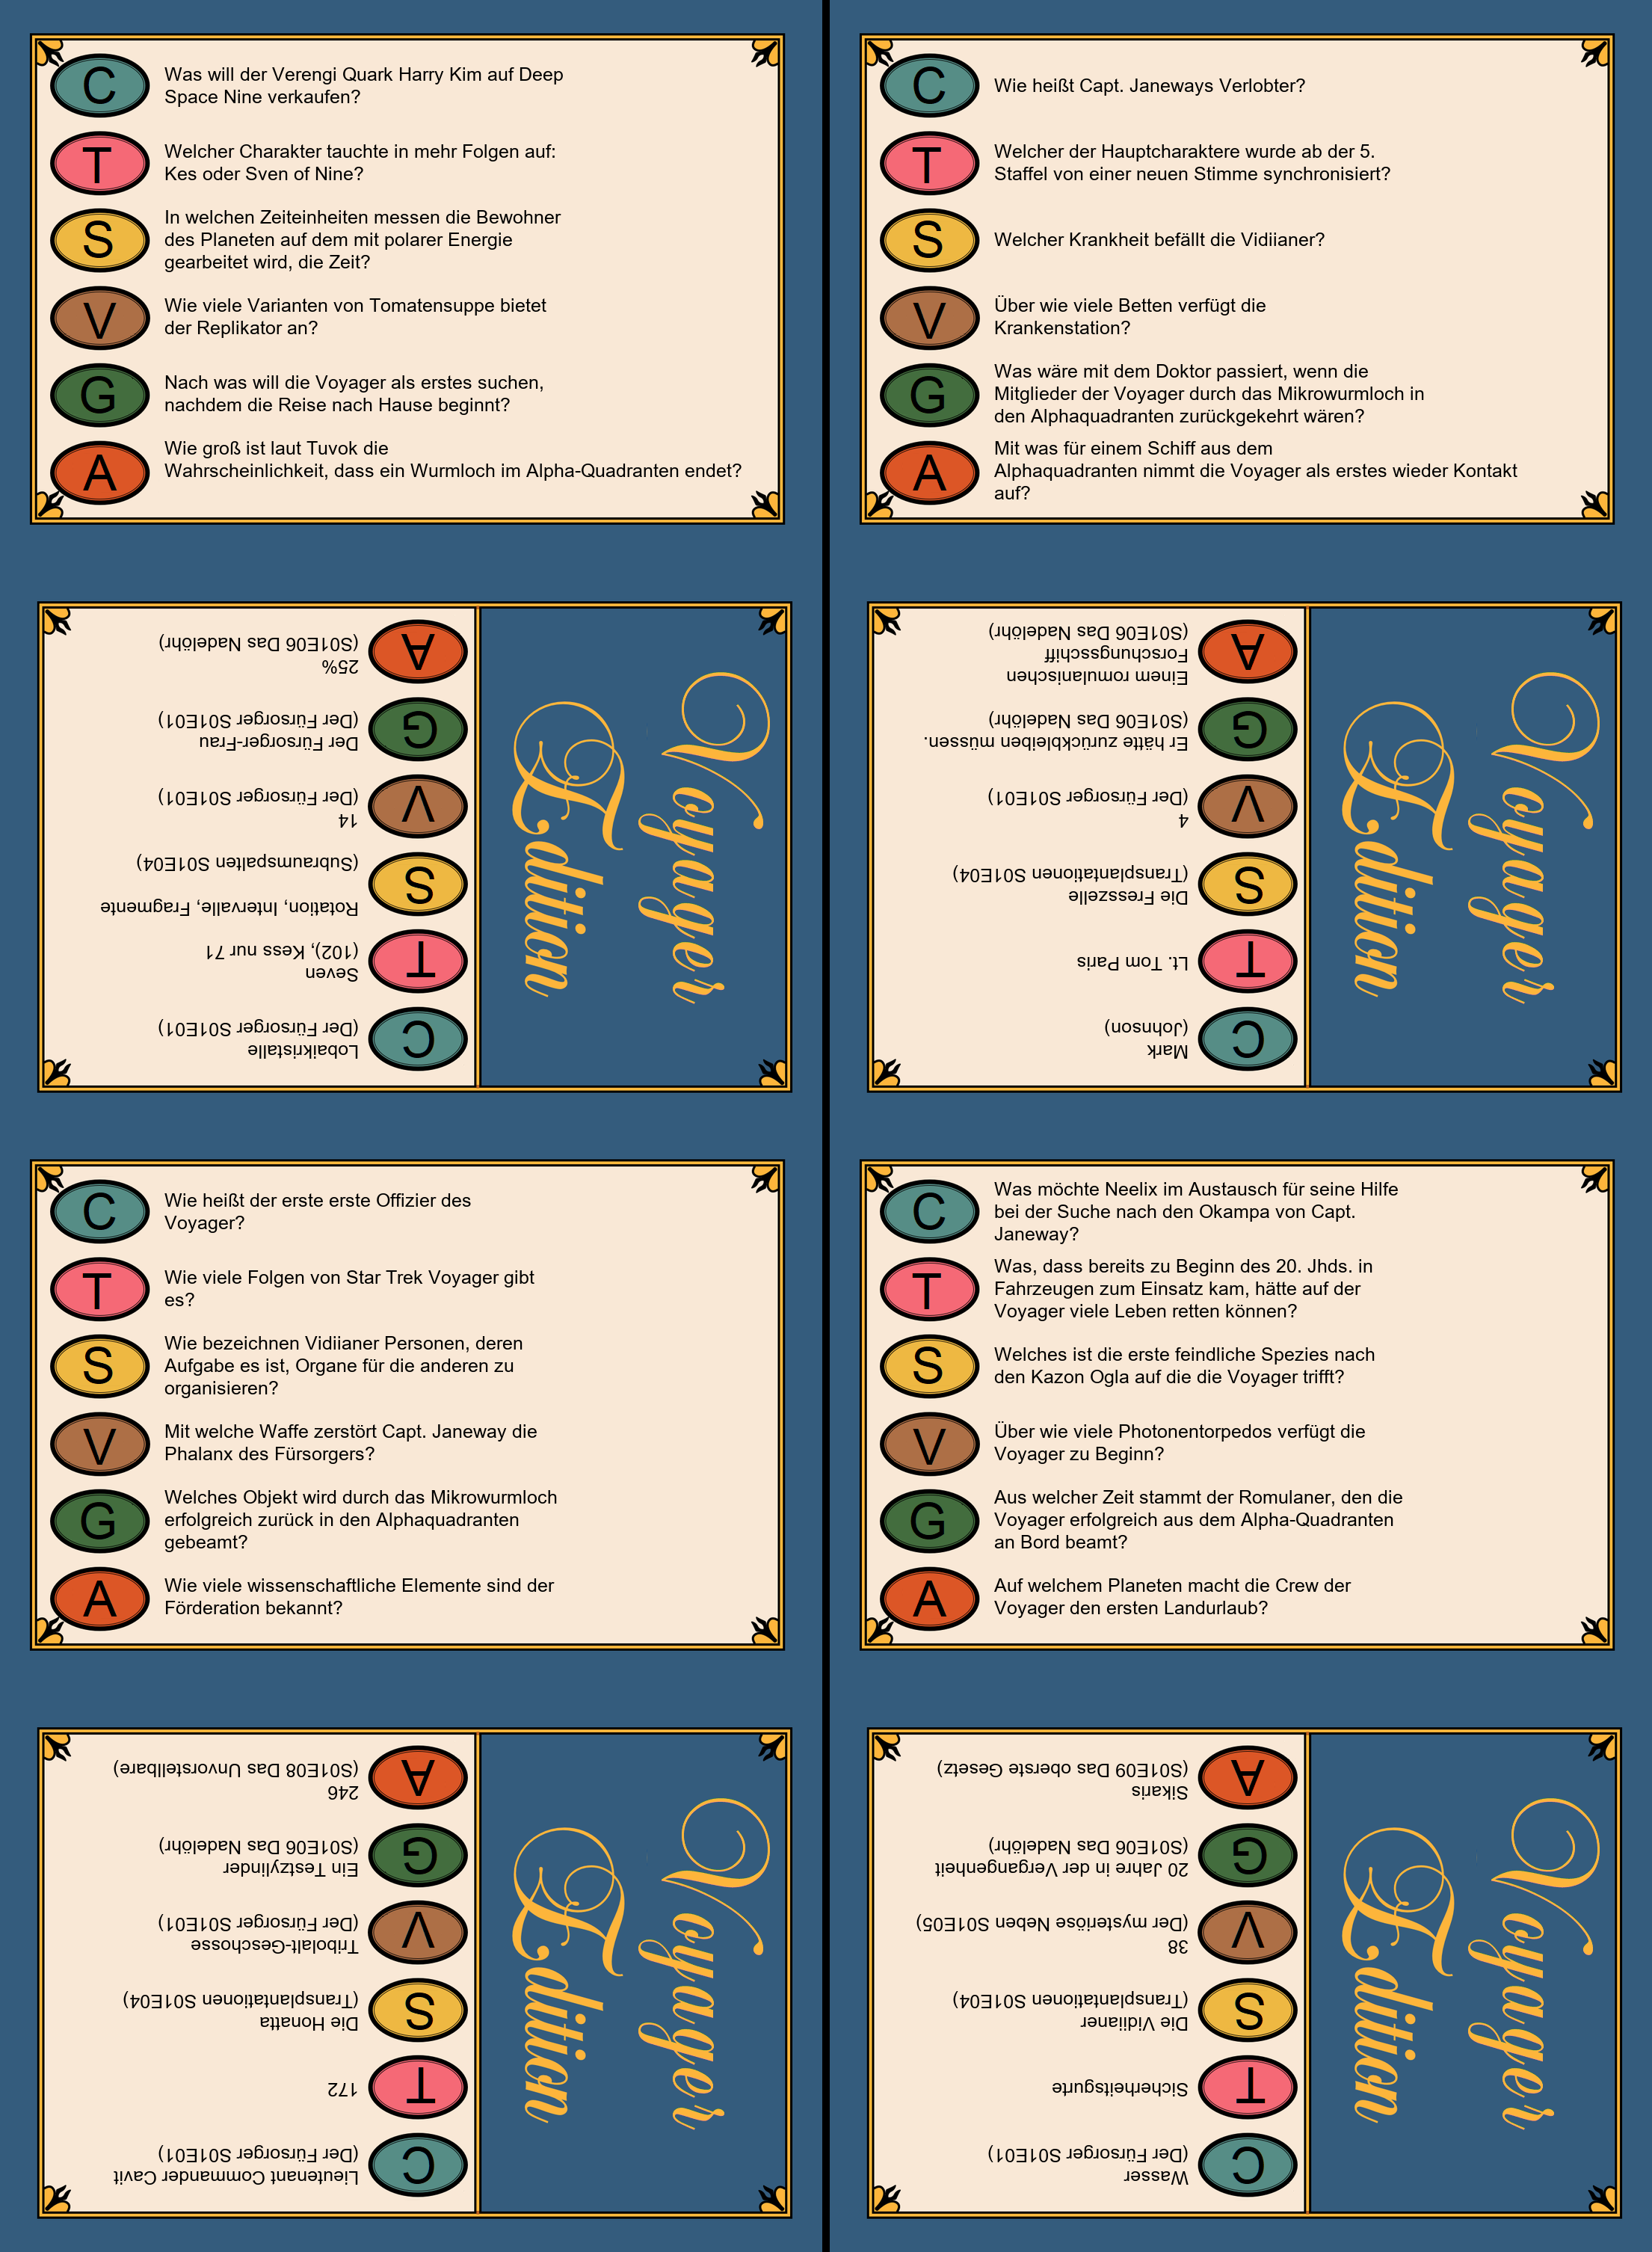 C
Was will der Verengi Quark Harry Kim auf Deep
Space Nine verkaufen?
T
Welcher Charakter tauchte in mehr Folgen auf:
Kes oder Sven of Nine?
S
In welchen Zeiteinheiten messen die Bewohner
des Planeten auf dem mit polarer Energie
gearbeitet wird, die Zeit?
V
Wie viele Varianten von Tomatensuppe bietet
der Replikator an?
G
Nach was will die Voyager als erstes suchen,
nachdem die Reise nach Hause beginnt?
A
Wie groß ist laut Tuvok die
Wahrscheinlichkeit, dass ein Wurmloch im Alpha-Quadranten endet?
C
Wie heißt Capt. Janeways Verlobter?
T
Welcher der Hauptcharaktere wurde ab der 5.
Staffel von einer neuen Stimme synchronisiert?
S
Welcher Krankheit befällt die Vidiianer?
V
Über wie viele Betten verfügt die
Krankenstation?
G
Was wäre mit dem Doktor passiert, wenn die
Mitglieder der Voyager durch das Mikrowurmloch in
den Alphaquadranten zurückgekehrt wären?
A
Mit was für einem Schiff aus dem
Alphaquadranten nimmt die Voyager als erstes wieder Kontakt
auf?
C
Lobaikristalle
(Der Fürsorger S01E01)
T
Seven
(102), Kess nur 71
S
Rotation, Intervalle, Fragmente
(Subraumspalten S01E04)
V
14
(Der Fürsorger S01E01)
G
Der Fürsorger-Frau
(Der Fürsorger S01E01)
A
25%
(S01E06 Das Nadelöhr)
Voyager
Edition
C
Mark
(Johnson)
T
Lt. Tom Paris
S
Die Fresszelle
(Transplantationen S01E04)
V
4
(Der Fürsorger S01E01)
G
Er hätte zurückbleiben müssen.
(S01E06 Das Nadelöhr)
A
Einem romulanischen
Forschungsschiff
(S01E06 Das Nadelöhr)
Voyager
Edition
C
Wie heißt der erste erste Offizier des
Voyager?
T
Wie viele Folgen von Star Trek Voyager gibt
es?
S
Wie bezeichnen Vidiianer Personen, deren
Aufgabe es ist, Organe für die anderen zu
organisieren?
V
Mit welche Waffe zerstört Capt. Janeway die
Phalanx des Fürsorgers?
G
Welches Objekt wird durch das Mikrowurmloch
erfolgreich zurück in den Alphaquadranten
gebeamt?
A
Wie viele wissenschaftliche Elemente sind der
Förderation bekannt?
C
Was möchte Neelix im Austausch für seine Hilfe
bei der Suche nach den Okampa von Capt.
Janeway?
T
Was, dass bereits zu Beginn des 20. Jhds. in
Fahrzeugen zum Einsatz kam, hätte auf der
Voyager viele Leben retten können?
S
Welches ist die erste feindliche Spezies nach
den Kazon Ogla auf die die Voyager trifft?
V
Über wie viele Photonentorpedos verfügt die
Voyager zu Beginn?
G
Aus welcher Zeit stammt der Romulaner, den die
Voyager erfolgreich aus dem Alpha-Quadranten
an Bord beamt?
A
Auf welchem Planeten macht die Crew der
Voyager den ersten Landurlaub?
C
Lieutenant Commander Cavit
(Der Fürsorger S01E01)
T
172
S
Die Honatta
(Transplantationen S01E04)
V
Tribolalt-Geschosse
(Der Fürsorger S01E01)
G
Ein Testzylinder
(S01E06 Das Nadelöhr)
A
246
(S01E08 Das Unvorstellbare)
Voyager
Edition
C
Wasser
(Der Fürsorger S01E01)
T
Sicherheitsgurte
S
Die Vidiianer
(Transplantationen S01E04)
V
38
(Der mysteriöse Neben S01E05)
G
20 Jahre in der Vergangenheit
(S01E06 Das Nadelöhr)
A
Sikaris
(S01E09 Das oberste Gesetz)
Voyager
Edition